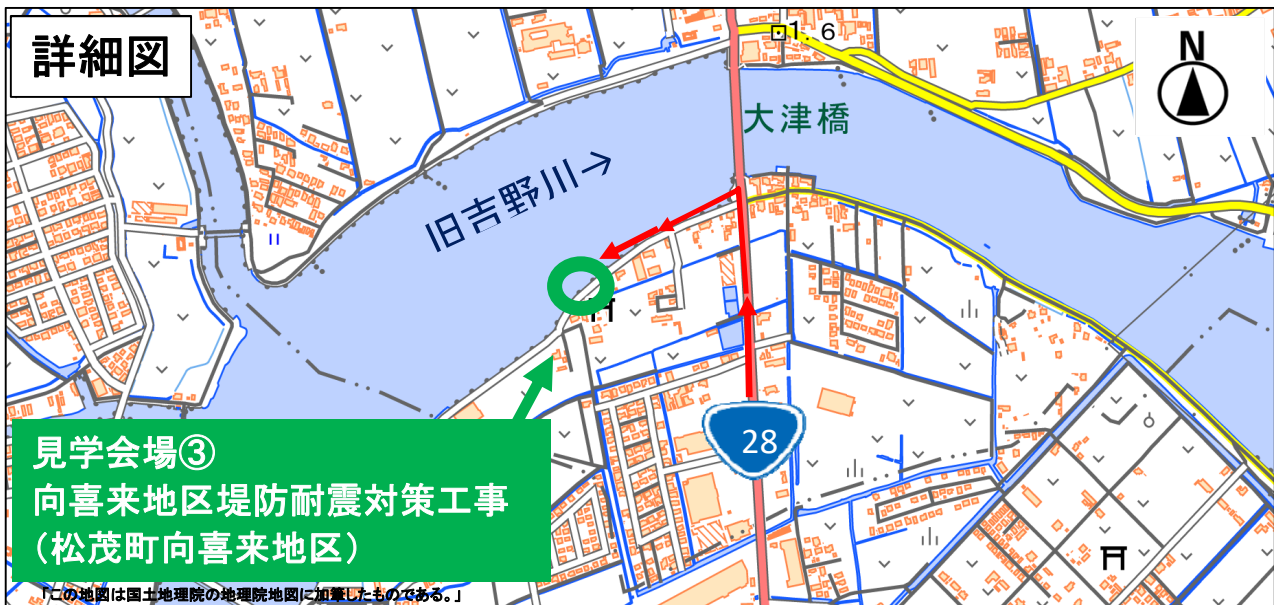 詳細図
1.6
N
大津橋
旧吉野川→
28
見学会場③
向喜来地区堤防耐震対策工事
（松茂町向喜来地区）
「この地図は国土地理院の地理院地図に加筆したものである。」